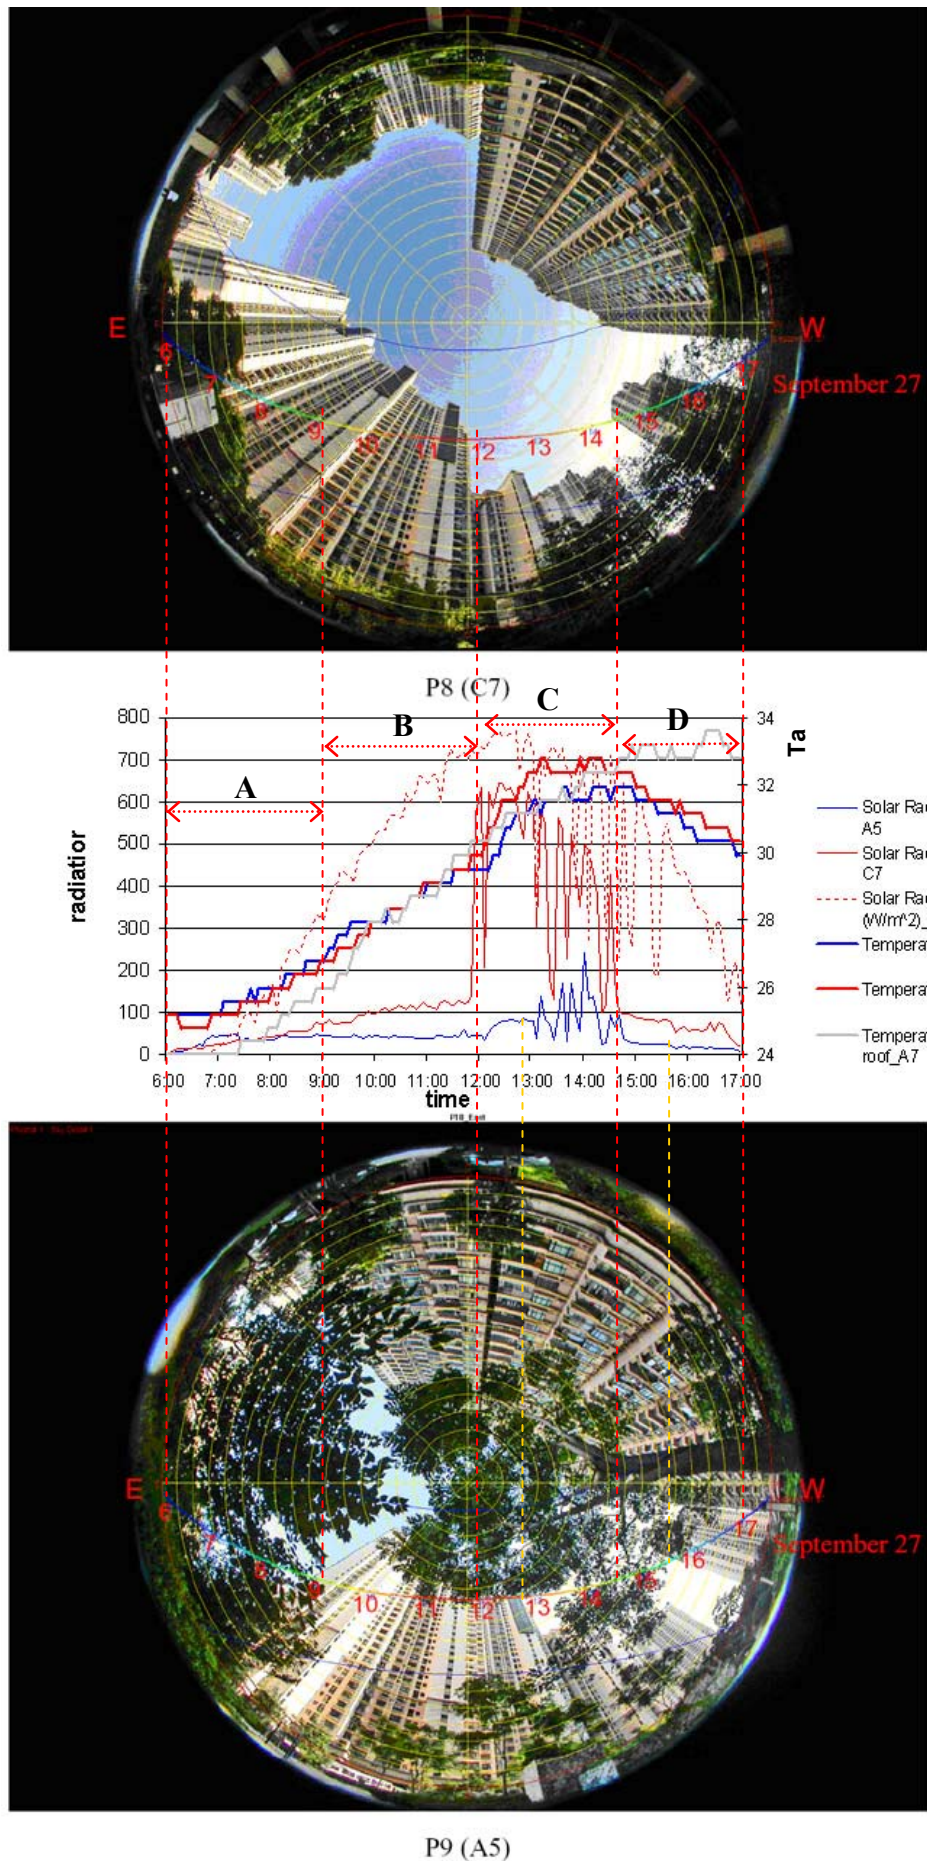 E
W
6
7
8
9
10
11
12
13
14
15
16
17
September 27
P8 (C7)
A
B
C
D
800
700
600
500
400
300
200
100
0
radiation
34
32
30
28
26
24
Ta
6:00
7:00
8:00
9:00
10:00
11:00
12:00
13:00
14:00
15:00
16:00
17:00
time
Solar Ra
A5
Solar Ra
C7
Solar Ra
(W/m^2)_
Tempera
Tempera
Tempera
roof_A7
E
W
6
7
8
9
10
11
12
13
14
15
16
17
September 27
P9 (A5)